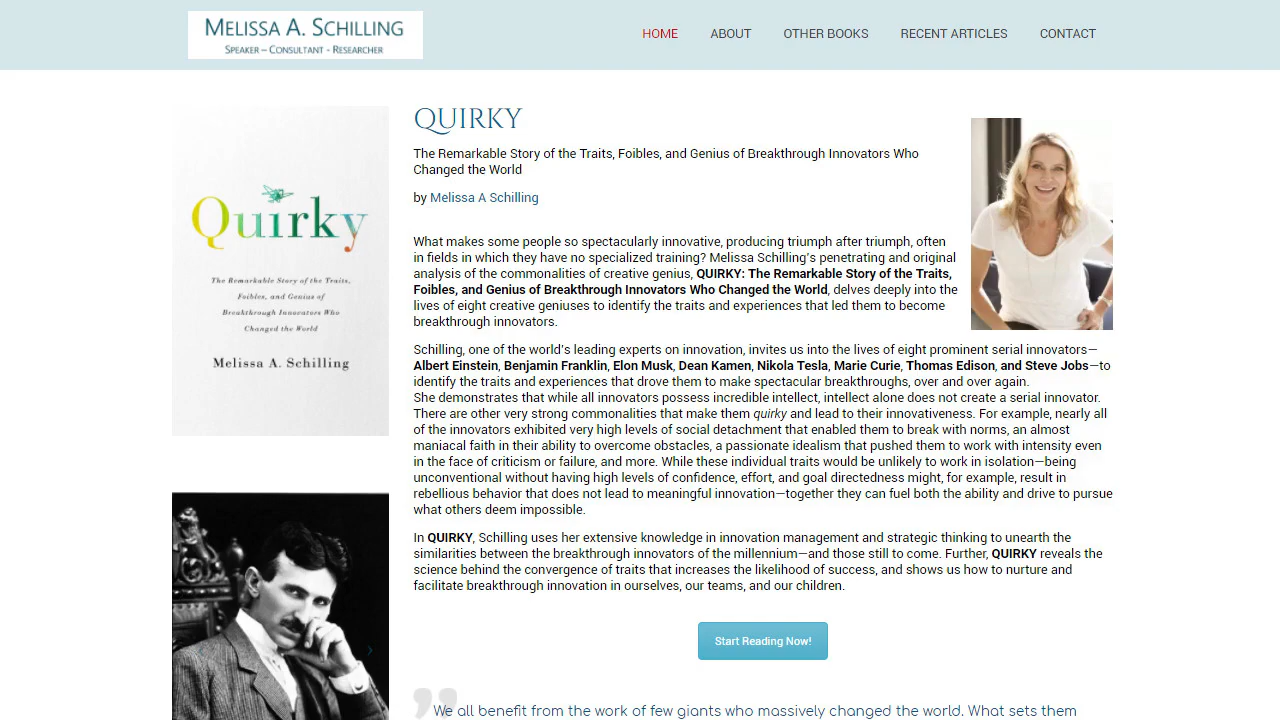 MELISSA A. SCHILLING
SPEAKER – CONSULTANT - RESEARCHER
HOME
ABOUT
OTHER BOOKS
RECENT ARTICLES
CONTACT
Quirky
The Remarkable Story of the Traits,
Foibles, and Genius of
Breakthrough Innovators Who
Changed the World
Melissa A. Schilling
QUIRKY
The Remarkable Story of the Traits, Foibles, and Genius of Breakthrough Innovators Who
Changed the World
by Melissa A Schilling
What makes some people so spectacularly innovative, producing triumph after triumph, often
in fields in which they have no specialized training? Melissa Schilling's penetrating and original
analysis of the commonalities of creative genius, QUIRKY: The Remarkable Story of the Traits,
Foibles, and Genius of Breakthrough Innovators Who Changed the World, delves deeply into the
lives of eight creative geniuses to identify the traits and experiences that led them to become
breakthrough innovators.
Schilling, one of the world's leading experts on innovation, invites us into the lives of eight prominent serial innovators—
Albert Einstein, Benjamin Franklin, Elon Musk, Dean Kamen, Nikola Tesla, Marie Curie, Thomas Edison, and Steve Jobs—to
identify the traits and experiences that drove them to make spectacular breakthroughs, over and over again.
She demonstrates that while all innovators possess incredible intellect, intellect alone does not create a serial innovator.
There are other very strong commonalities that make them quirky and lead to their innovativeness. For example, nearly all
of the innovators exhibited very high levels of social detachment that enabled them to break with norms, an almost
maniacal faith in their ability to overcome obstacles, a passionate idealism that pushed them to work with intensity even
in the face of criticism or failure, and more. While these individual traits would be unlikely to work in isolation—being
unconventional without having high levels of confidence, effort, and goal directedness might, for example, result in
rebellious behavior that does not lead to meaningful innovation—together they can fuel both the ability and drive to pursue
what others deem impossible.
In QUIRKY, Schilling uses her extensive knowledge in innovation management and strategic thinking to unearth the
similarities between the breakthrough innovators of the millennium—and those still to come. Further, QUIRKY reveals the
science behind the convergence of traits that increases the likelihood of success, and shows us how to nurture and
facilitate breakthrough innovation in ourselves, our teams, and our children.
Start Reading Now!
We all benefit from the work of few giants who massively changed the world. What sets them